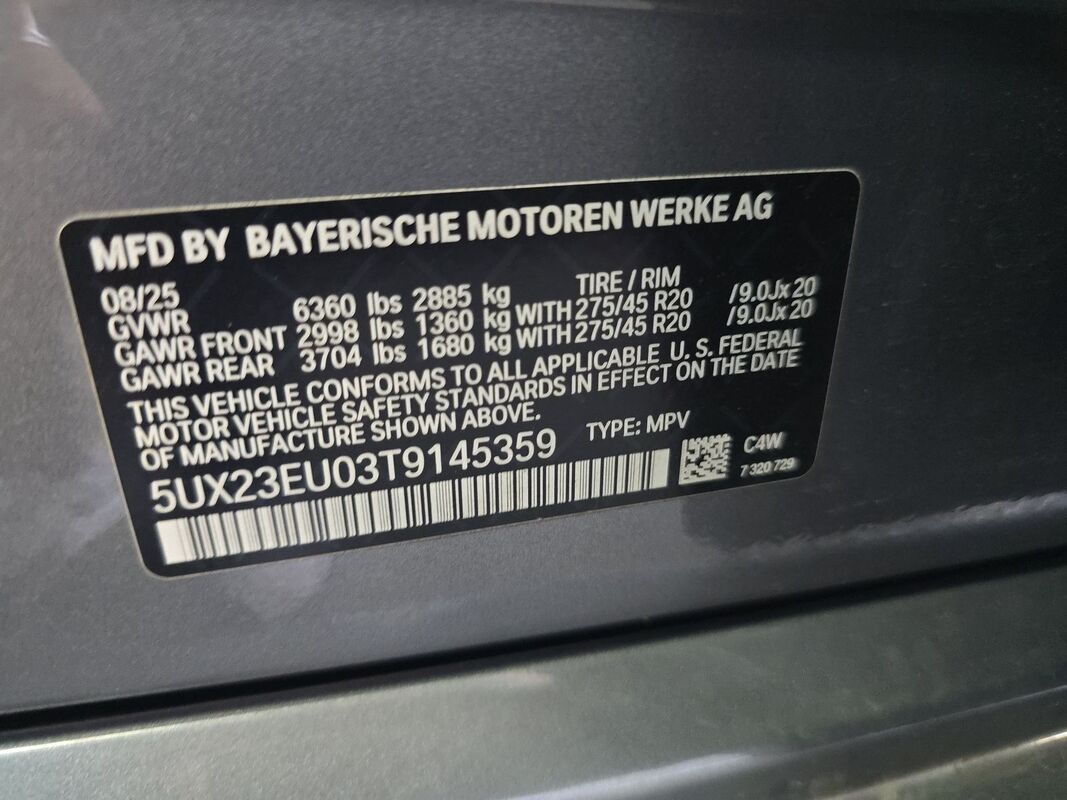 MFD BY BAYERISCHE MOTOREN WERKE AG
08/25 TIRE / RIM
GVWR 6360 lbs 2885 kg
GAWR FRONT 2998 lbs 1360 kg WITH 275/45 R20 /9.0Jx20
GAWR REAR 3704 lbs 1680 kg WITH 275/45 R20 /9.0Jx20
THIS VEHICLE CONFORMS TO ALL APPLICABLE U. S. FEDERAL
MOTOR VEHICLE SAFETY STANDARDS IN EFFECT ON THE DATE
OF MANUFACTURE SHOWN ABOVE.
TYPE: MPV
5UX23EU03T9145359
C4W
7 320 729